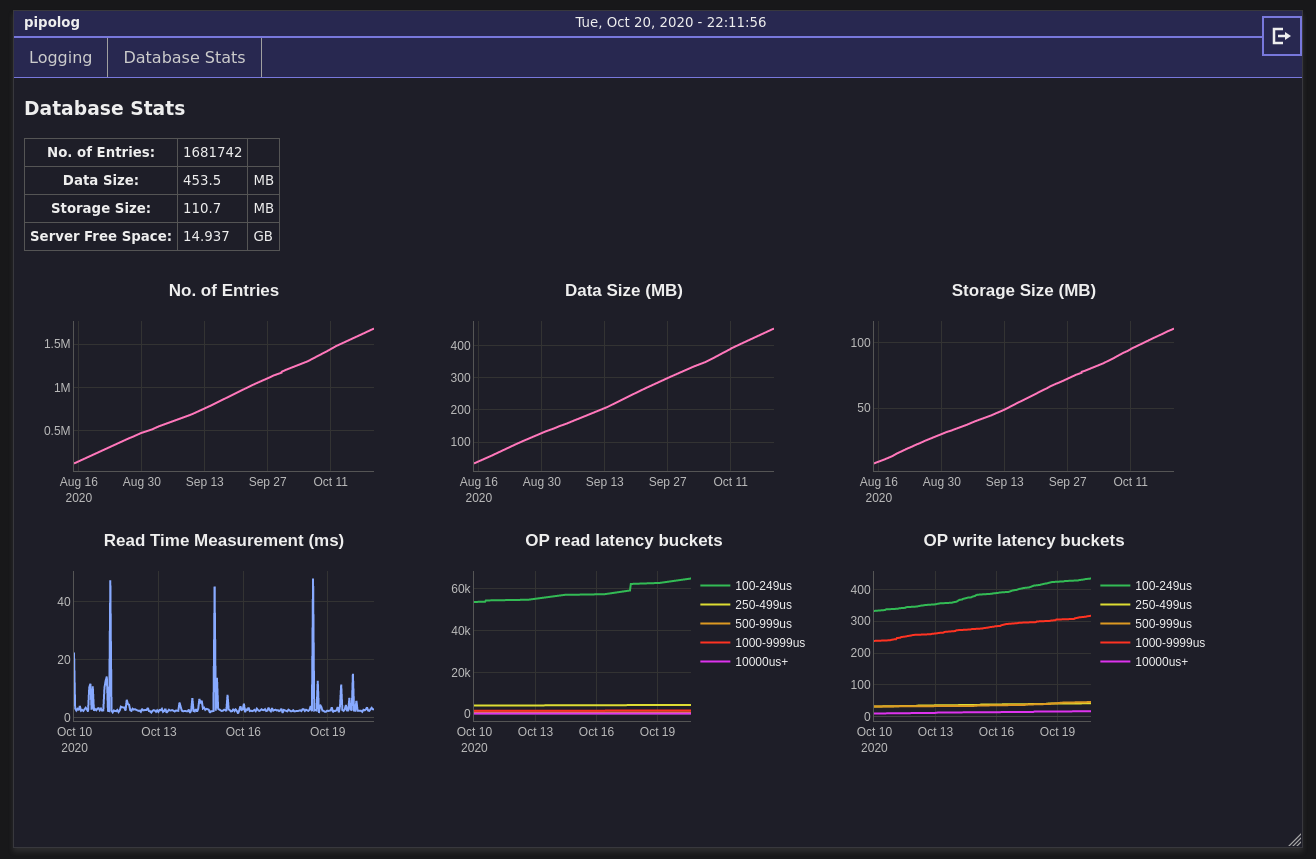 pipolog
Tue, Oct 20, 2020 - 22:11:56
Logging Database Stats
Database Stats
No. of Entries: 1681742
Data Size: 453.5 MB
Storage Size: 110.7 MB
Server Free Space: 14.937 GB
No. of Entries
1.5M
1M
0.5M
Aug 16 Aug 30 Sep 13 Sep 27 Oct 11
2020
Data Size (MB)
400
300
200
100
Aug 16 Aug 30 Sep 13 Sep 27 Oct 11
2020
Storage Size (MB)
100
50
Aug 16 Aug 30 Sep 13 Sep 27 Oct 11
2020
Read Time Measurement (ms)
40
20
0
Oct 10 Oct 13 Oct 16 Oct 19
2020
OP read latency buckets
60k
40k
20k
0
Oct 10 Oct 13 Oct 16 Oct 19
2020
100-249us
250-499us
500-999us
1000-9999us
10000us+
OP write latency buckets
400
300
200
100
0
Oct 10 Oct 13 Oct 16 Oct 19
2020
100-249us
250-499us
500-999us
1000-9999us
10000us+